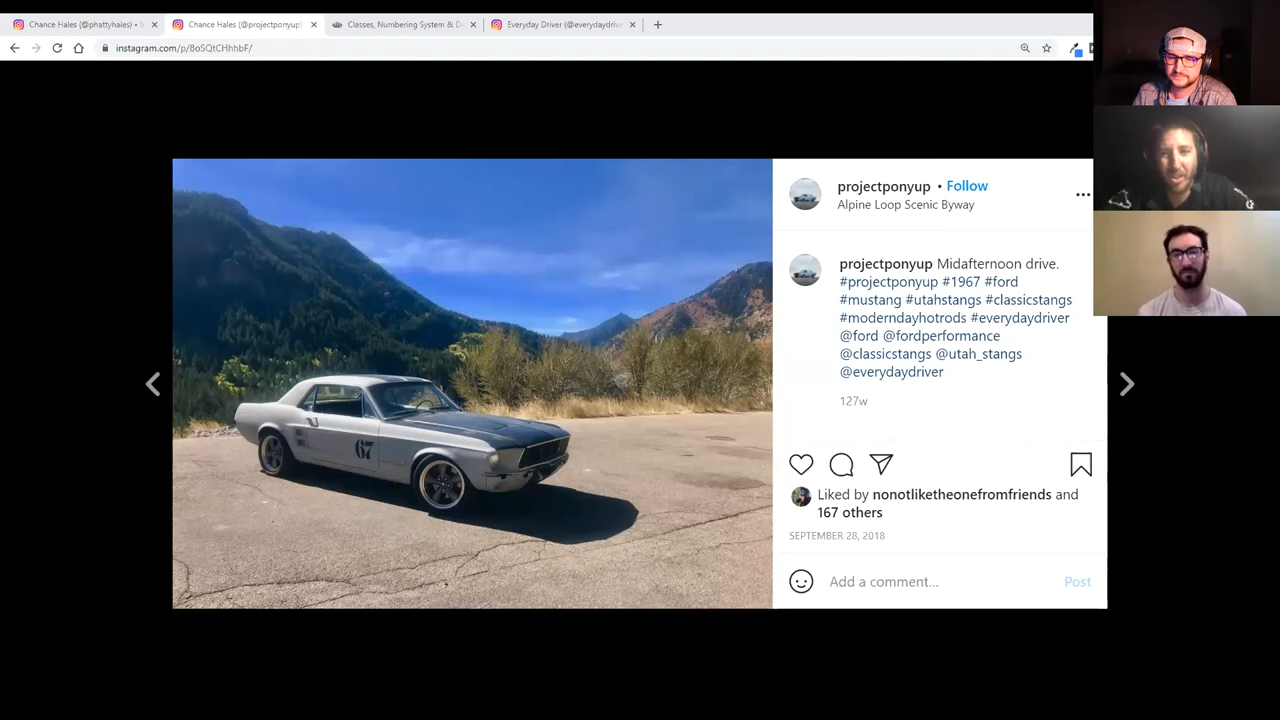 Chance Hales (@phattyhales) •
Chance Hales (@projectponyup)
Classes, Numbering System & D
Everyday Driver (@everydaydriv
instagram.com/p/BoSQtCHhhbF/
projectponyup • Follow
Alpine Loop Scenic Byway
projectponyup Midafternoon drive.
#projectponyup #1967 #ford
#mustang #utahstangs #classicstangs
#moderndayhotrods #everydaydriver
@ford @fordperformance
@classicstangs @utah_stangs
@everydaydriver
127w
67
Liked by nonotliketheonefromfriends and
167 others
SEPTEMBER 28, 2018
Add a comment...
Post